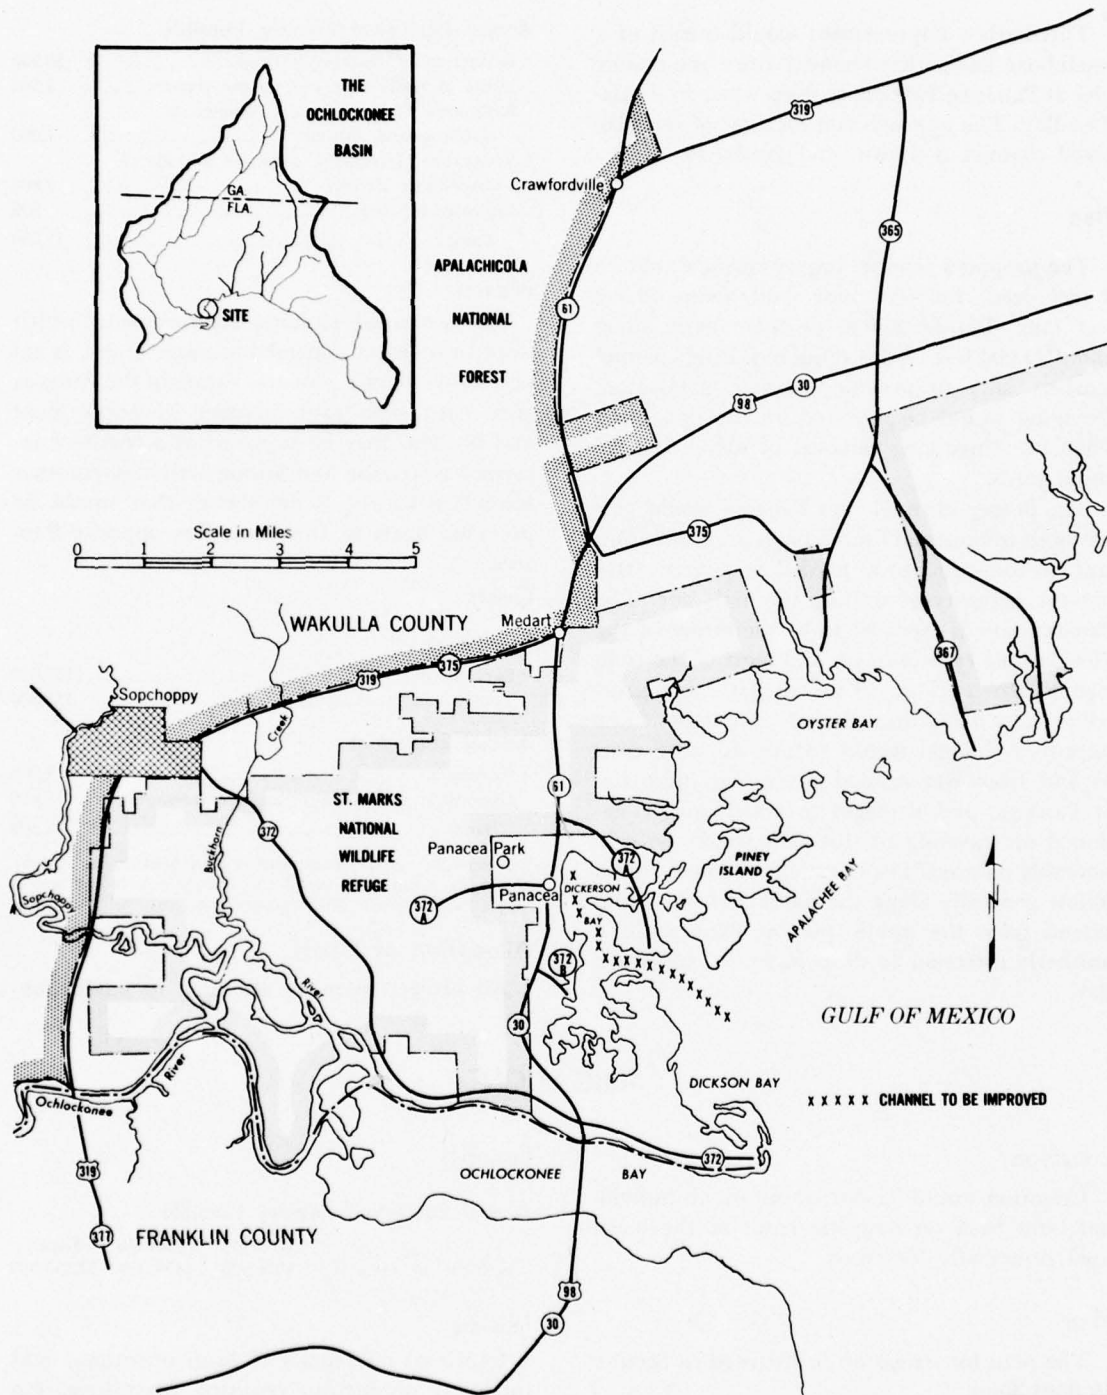 THE
OCHLOCKONEE
BASIN
GA.
FLA.
SITE
319
Crawfordville
365
APALACHICOLA
NATIONAL
FOREST
61
30
98
Scale in Miles
0 1 2 3 4 5
375
WAKULLA COUNTY
Medart
375
319
367
Sopchoppy
Creek
OYSTER BAY
61
ST. MARKS
NATIONAL
WILDLIFE
REFUGE
372
Buckhorn
Panacea Park
372
A
PINEY
ISLAND
Panacea
DICKERSON
BAY
372
A
APALACHEE BAY
Sopchoppy
River
372
B
30
GULF OF MEXICO
River
Ochlockonee
DICKSON BAY
x x x x x CHANNEL TO BE IMPROVED
319
372
OCHLOCKONEE BAY
377
FRANKLIN COUNTY
98
30